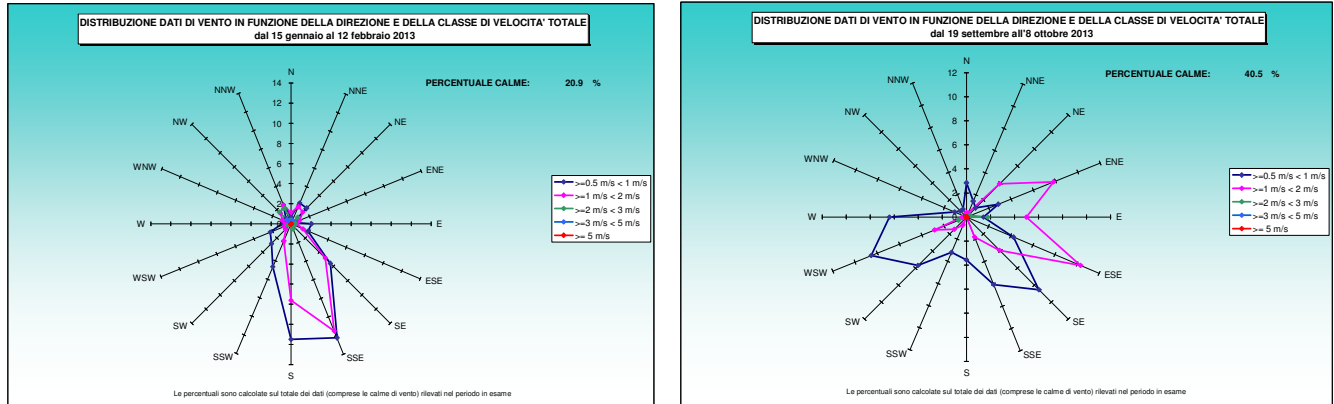 DISTRIBUZIONE DATI DI VENTO IN FUNZIONE DELLA DIREZIONE E DELLA CLASSE DI VELOCITA' TOTALE
dal 15 gennaio al 12 febbraio 2013
PERCENTUALE CALME: 20.9 %
N
NNE
NE
ENE
E
ESE
SE
SSE
S
SSW
SW
WSW
W
WNW
NW
NNW
14
12
10
8
6
4
2
0
>=0.5 m/s < 1 m/s
>=1 m/s < 2 m/s
>=2 m/s < 3 m/s
>=3 m/s < 5 m/s
>= 5 m/s
Le percentuali sono calcolate sul totale dei dati (comprese le calme di vento) rilevati nel periodo in esame
DISTRIBUZIONE DATI DI VENTO IN FUNZIONE DELLA DIREZIONE E DELLA CLASSE DI VELOCITA' TOTALE
dal 19 settembre all'8 ottobre 2013
PERCENTUALE CALME: 40.5 %
N
NNE
NE
ENE
E
ESE
SE
SSE
S
SSW
SW
WSW
W
WNW
NW
NNW
12
10
8
6
4
2
0
>=0.5 m/s < 1 m/s
>=1 m/s < 2 m/s
>=2 m/s < 3 m/s
>=3 m/s < 5 m/s
>= 5 m/s
Le percentuali sono calcolate sul totale dei dati (comprese le calme di vento) rilevati nel periodo in esame